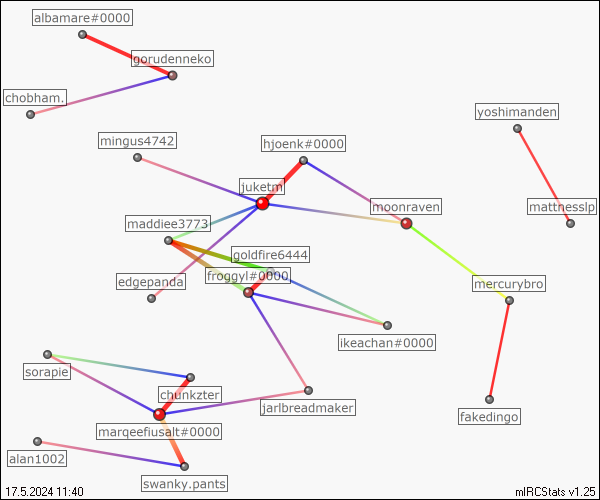 albamare#0000
gorudenneko
chobham.
yoshimanden
mingus4742
hjoenk#0000
juketm
moonraven
matthesslp
maddiee3773
goldfire6444
froggyl#0000
edgepanda
mercurybro
ikeachan#0000
sorapie
chunkzter
jarlbreadmaker
fakedingo
marqeefiusalt#0000
alan1002
swanky.pants
17.5.2024 11:40
mIRCStats v1.25